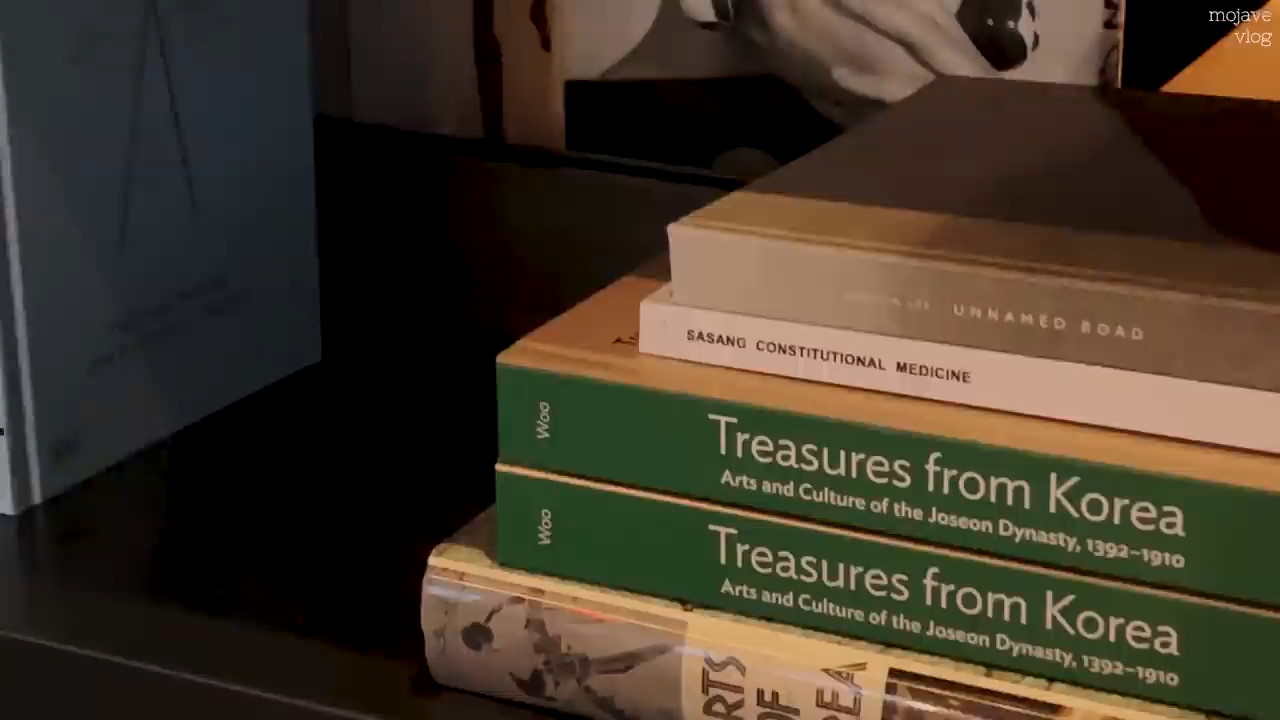 mojave
vlog
UNNAMED ROAD
SASANG CONSTITUTIONAL MEDICINE
Woo
Treasures from Korea
Arts and Culture of the Joseon Dynasty, 1392–1910
Woo
Treasures from Korea
Arts and Culture of the Joseon Dynasty, 1392–1910
OF